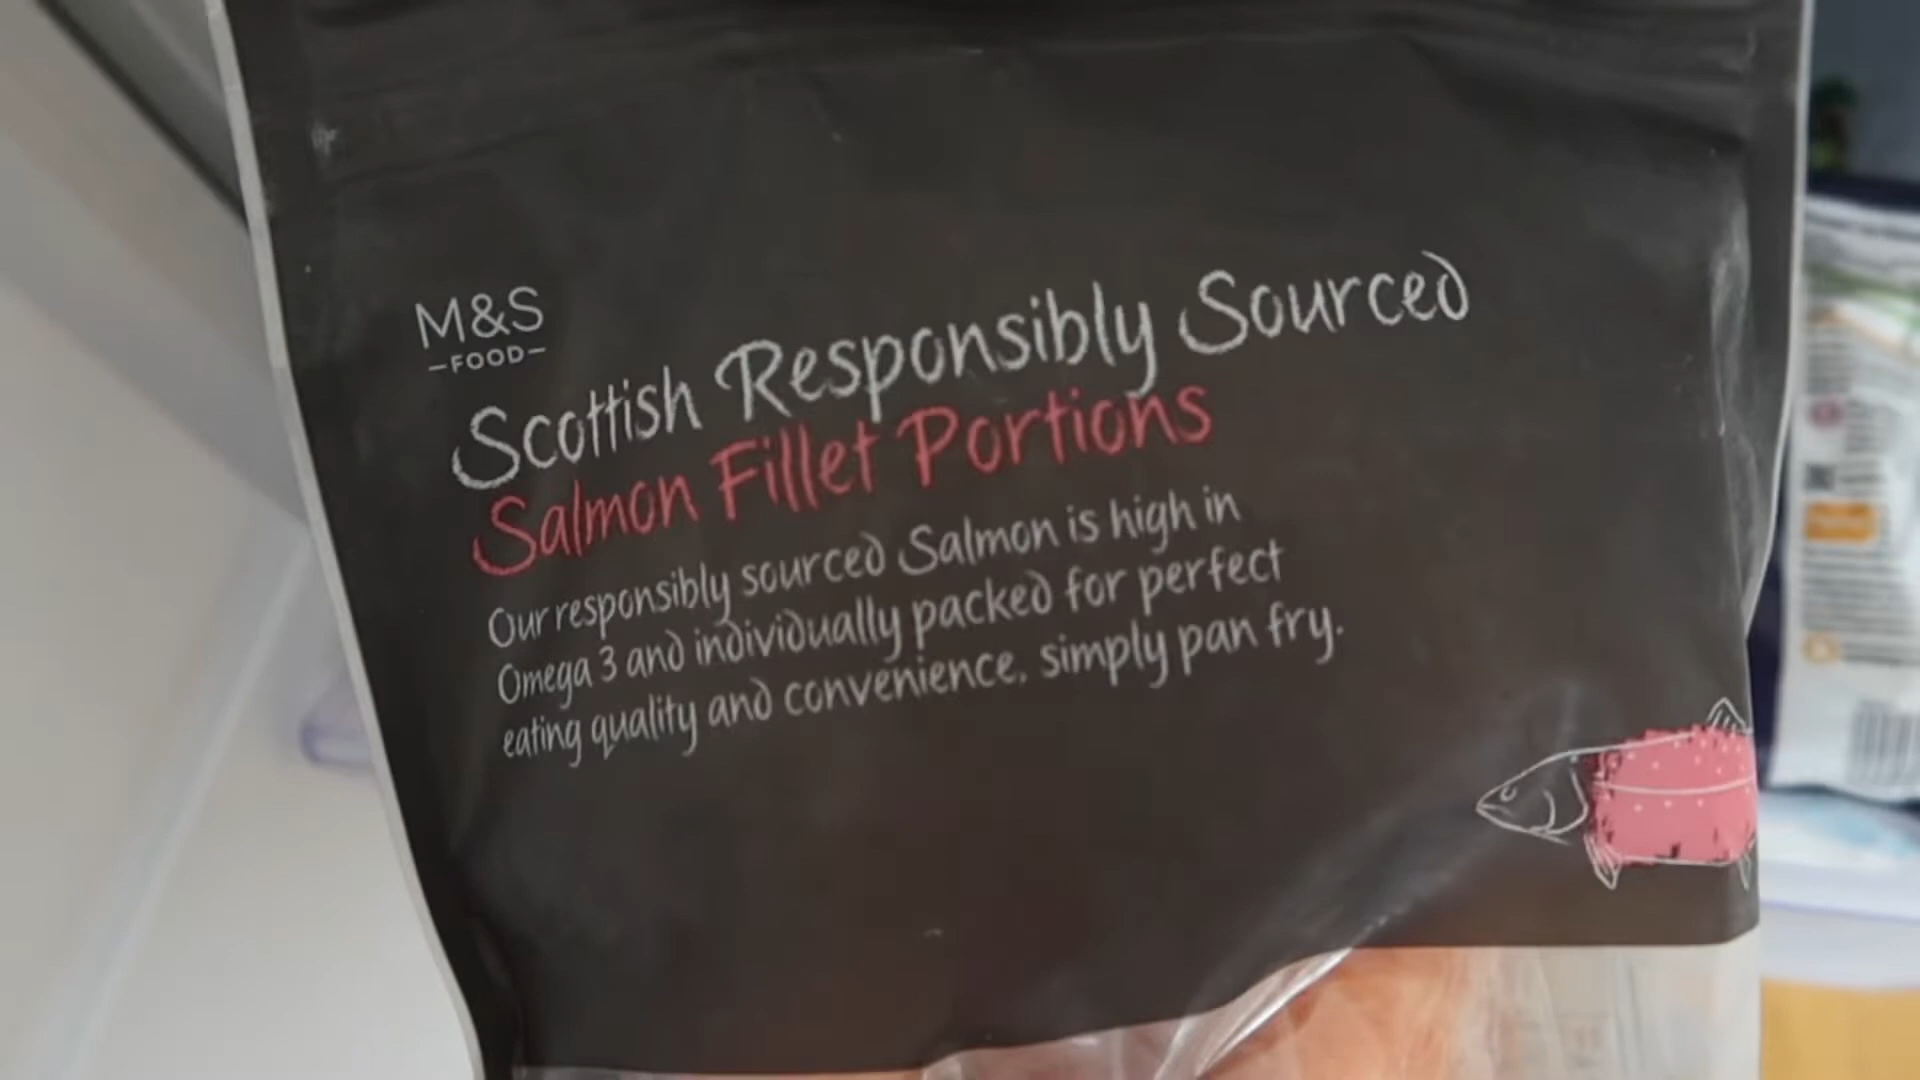 M&S
FOOD
Scottish Responsibly Sourced
Salmon Fillet Portions
Our responsibly sourced Salmon is high in
Omega 3 and individually packed for perfect
eating quality and convenience, simply pan fry.